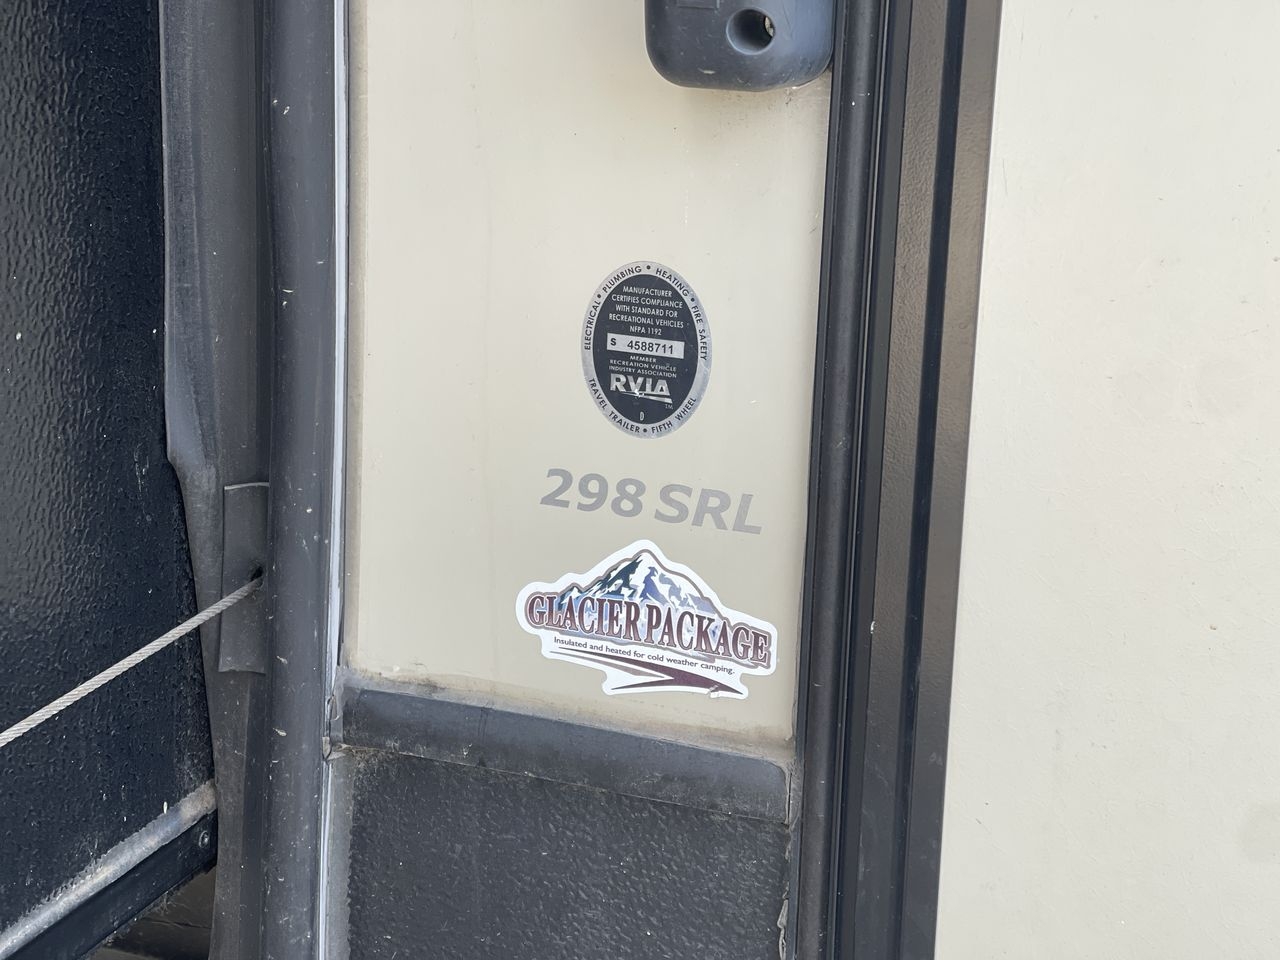 ELECTRICAL • PLUMBING • HEATING • FIRE SAFETY
MANUFACTURER
CERTIFIES COMPLIANCE
WITH STANDARD FOR
RECREATIONAL VEHICLES
NFPA 1192
S 4588711
MEMBER
RECREATION VEHICLE
INDUSTRY ASSOCIATION
RVIA
TM
D
TRAVEL TRAILER • FIFTH WHEEL
298 SRL
GLACIER PACKAGE
Insulated and heated for cold weather camping.